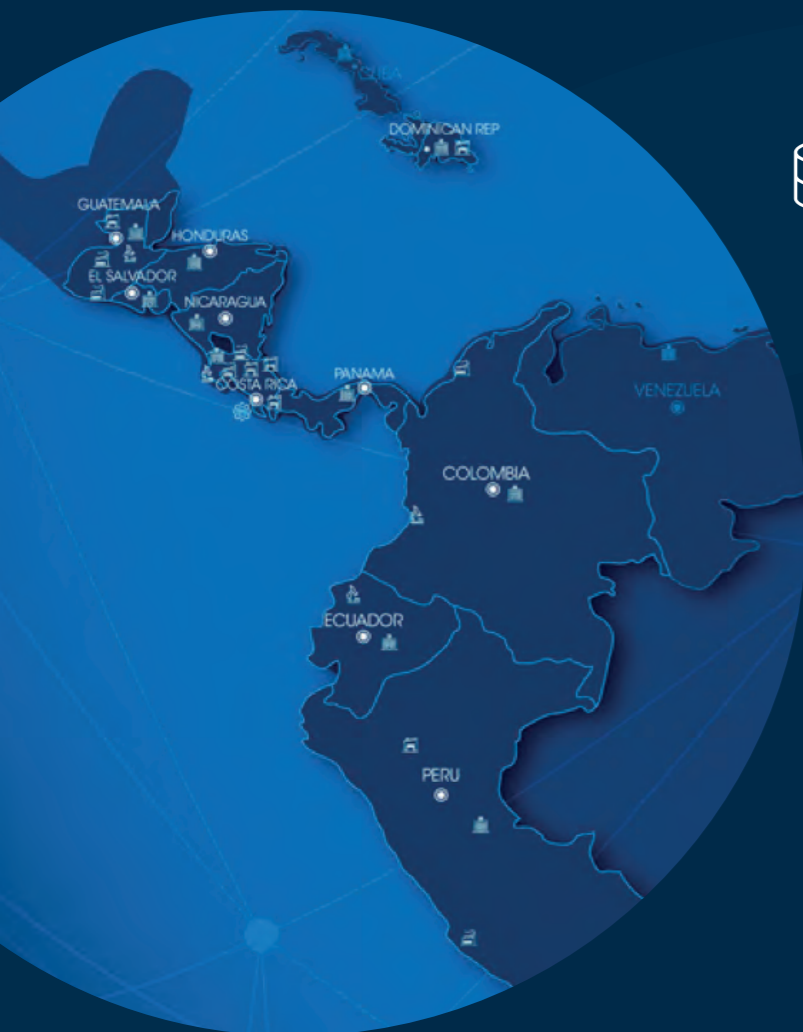 CUBA
DOMINICAN REP
GUATEMALA
HONDURAS
EL SALVADOR
NICARAGUA
COSTA RICA
PANAMA
VENEZUELA
COLOMBIA
ECUADOR
PERU